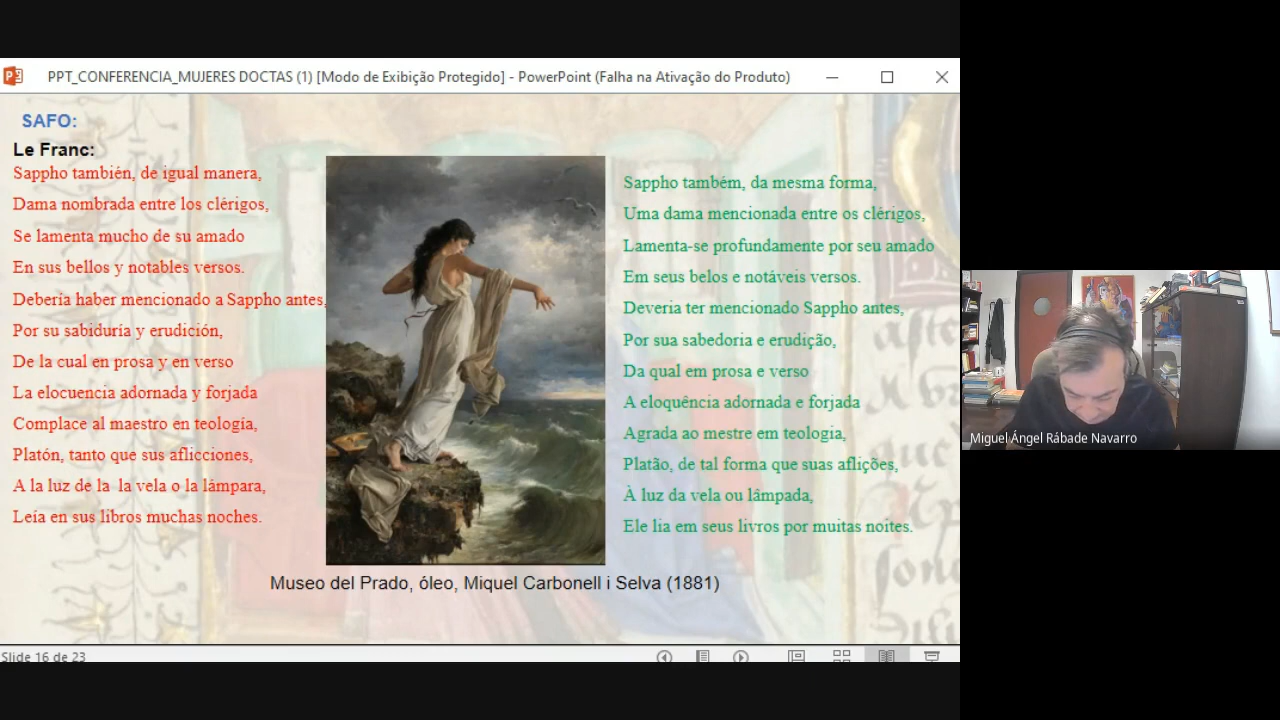 PPT_CONFERENCIA_MUJERES DOCTAS (1) [Modo de Exibição Protegido] - PowerPoint (Falha na Ativação do Produto)
SAFO:
Le Franc:
Sappho también, de igual manera,
Dama nombrada entre los clérigos,
Se lamenta mucho de su amado
En sus bellos y notables versos.
Debería haber mencionado a Sappho antes,
Por su sabiduría y erudición,
De la cual en prosa y en verso
La elocuencia adornada y forjada
Complace al maestro en teología,
Platón, tanto que sus aflicciones,
A la luz de la la vela o la lámpara,
Leía en sus libros muchas noches.
Sappho também, da mesma forma,
Uma dama mencionada entre os clérigos,
Lamenta-se profundamente por seu amado
Em seus belos e notáveis versos.
Deveria ter mencionado Sappho antes,
Por sua sabedoria e erudição,
Da qual em prosa e verso
A eloquência adornada e forjada
Agrada ao mestre em teologia,
Platão, de tal forma que suas aflições,
À luz da vela ou lâmpada,
Ele lia em seus livros por muitas noites.
Museo del Prado, óleo, Miquel Carbonell i Selva (1881)
Slide 16 de 23
Miguel Ángel Rábade Navarro